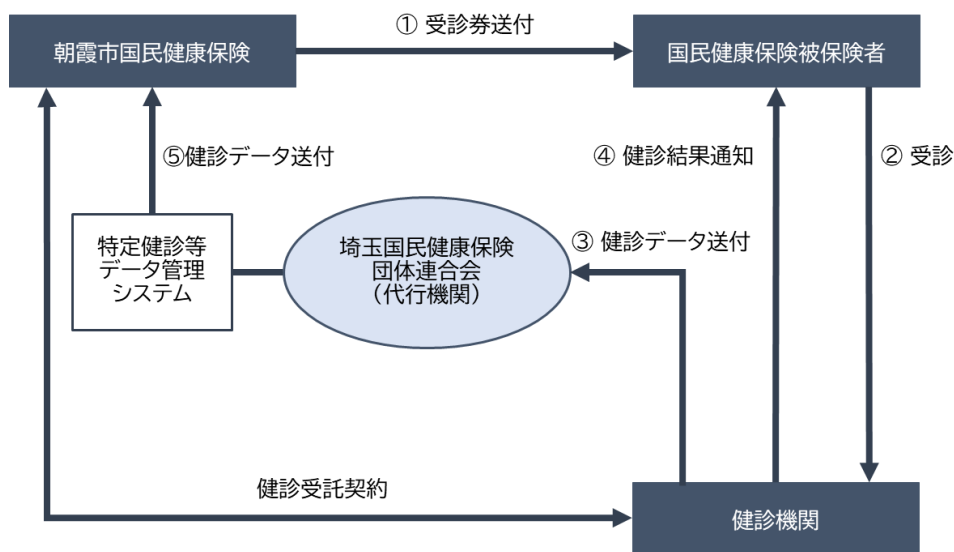 ① 受診券送付
朝霞市国民健康保険
国民健康保険被保険者
⑤健診データ送付
④ 健診結果通知
② 受診
特定健診等
データ管理
システム
埼玉国民健康保険
団体連合会
（代行機関）
③ 健診データ送付
健診受託契約
健診機関